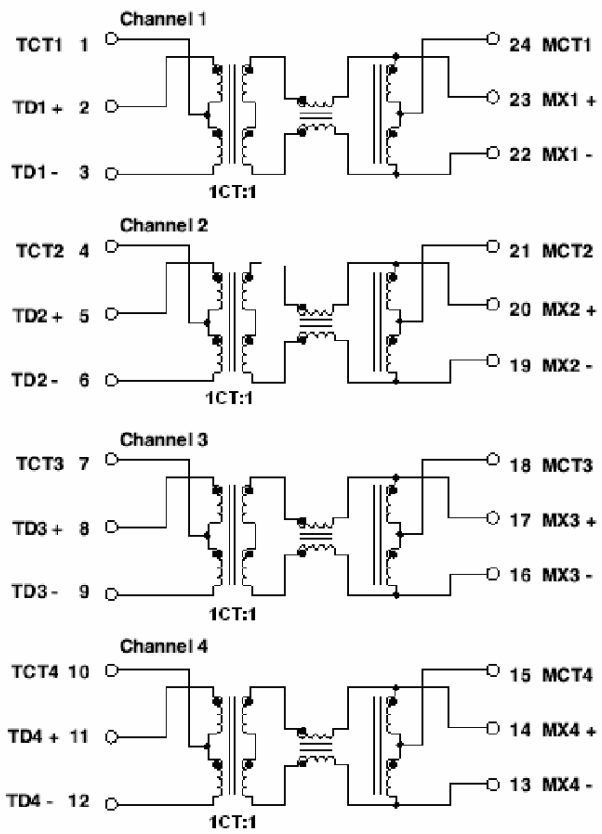 Channel 1
TCT1 1
24 MCT1
TD1 + 2
23 MX1 +
TD1 - 3
22 MX1 -
1CT:1
Channel 2
TCT2 4
21 MCT2
TD2 + 5
20 MX2 +
TD2 - 6
19 MX2 -
1CT:1
Channel 3
TCT3 7
18 MCT3
TD3 + 8
17 MX3 +
TD3 - 9
16 MX3 -
1CT:1
Channel 4
TCT4 10
15 MCT4
TD4 + 11
14 MX4 +
TD4 - 12
13 MX4 -
1CT:1